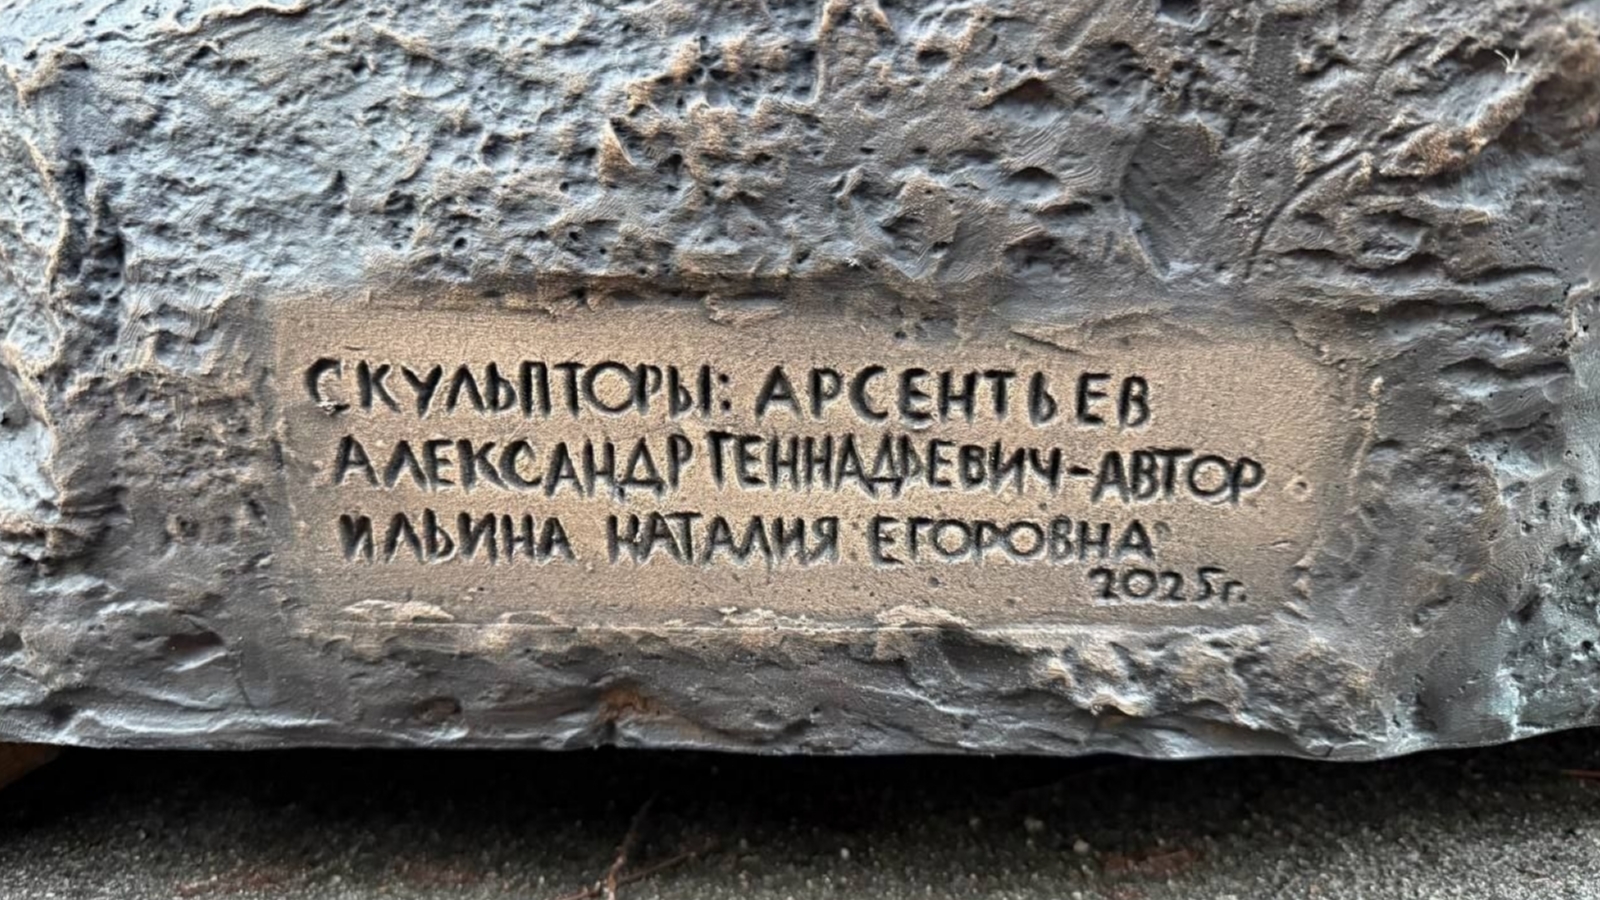 СКУЛЬПТОРЫ: АРСЕНТЬЕВ
АЛЕКСАНДР ГЕННАДЬЕВИЧ-АВТОР
ИЛЬИНА НАТАЛИЯ ЕГОРОВНА
2025г.